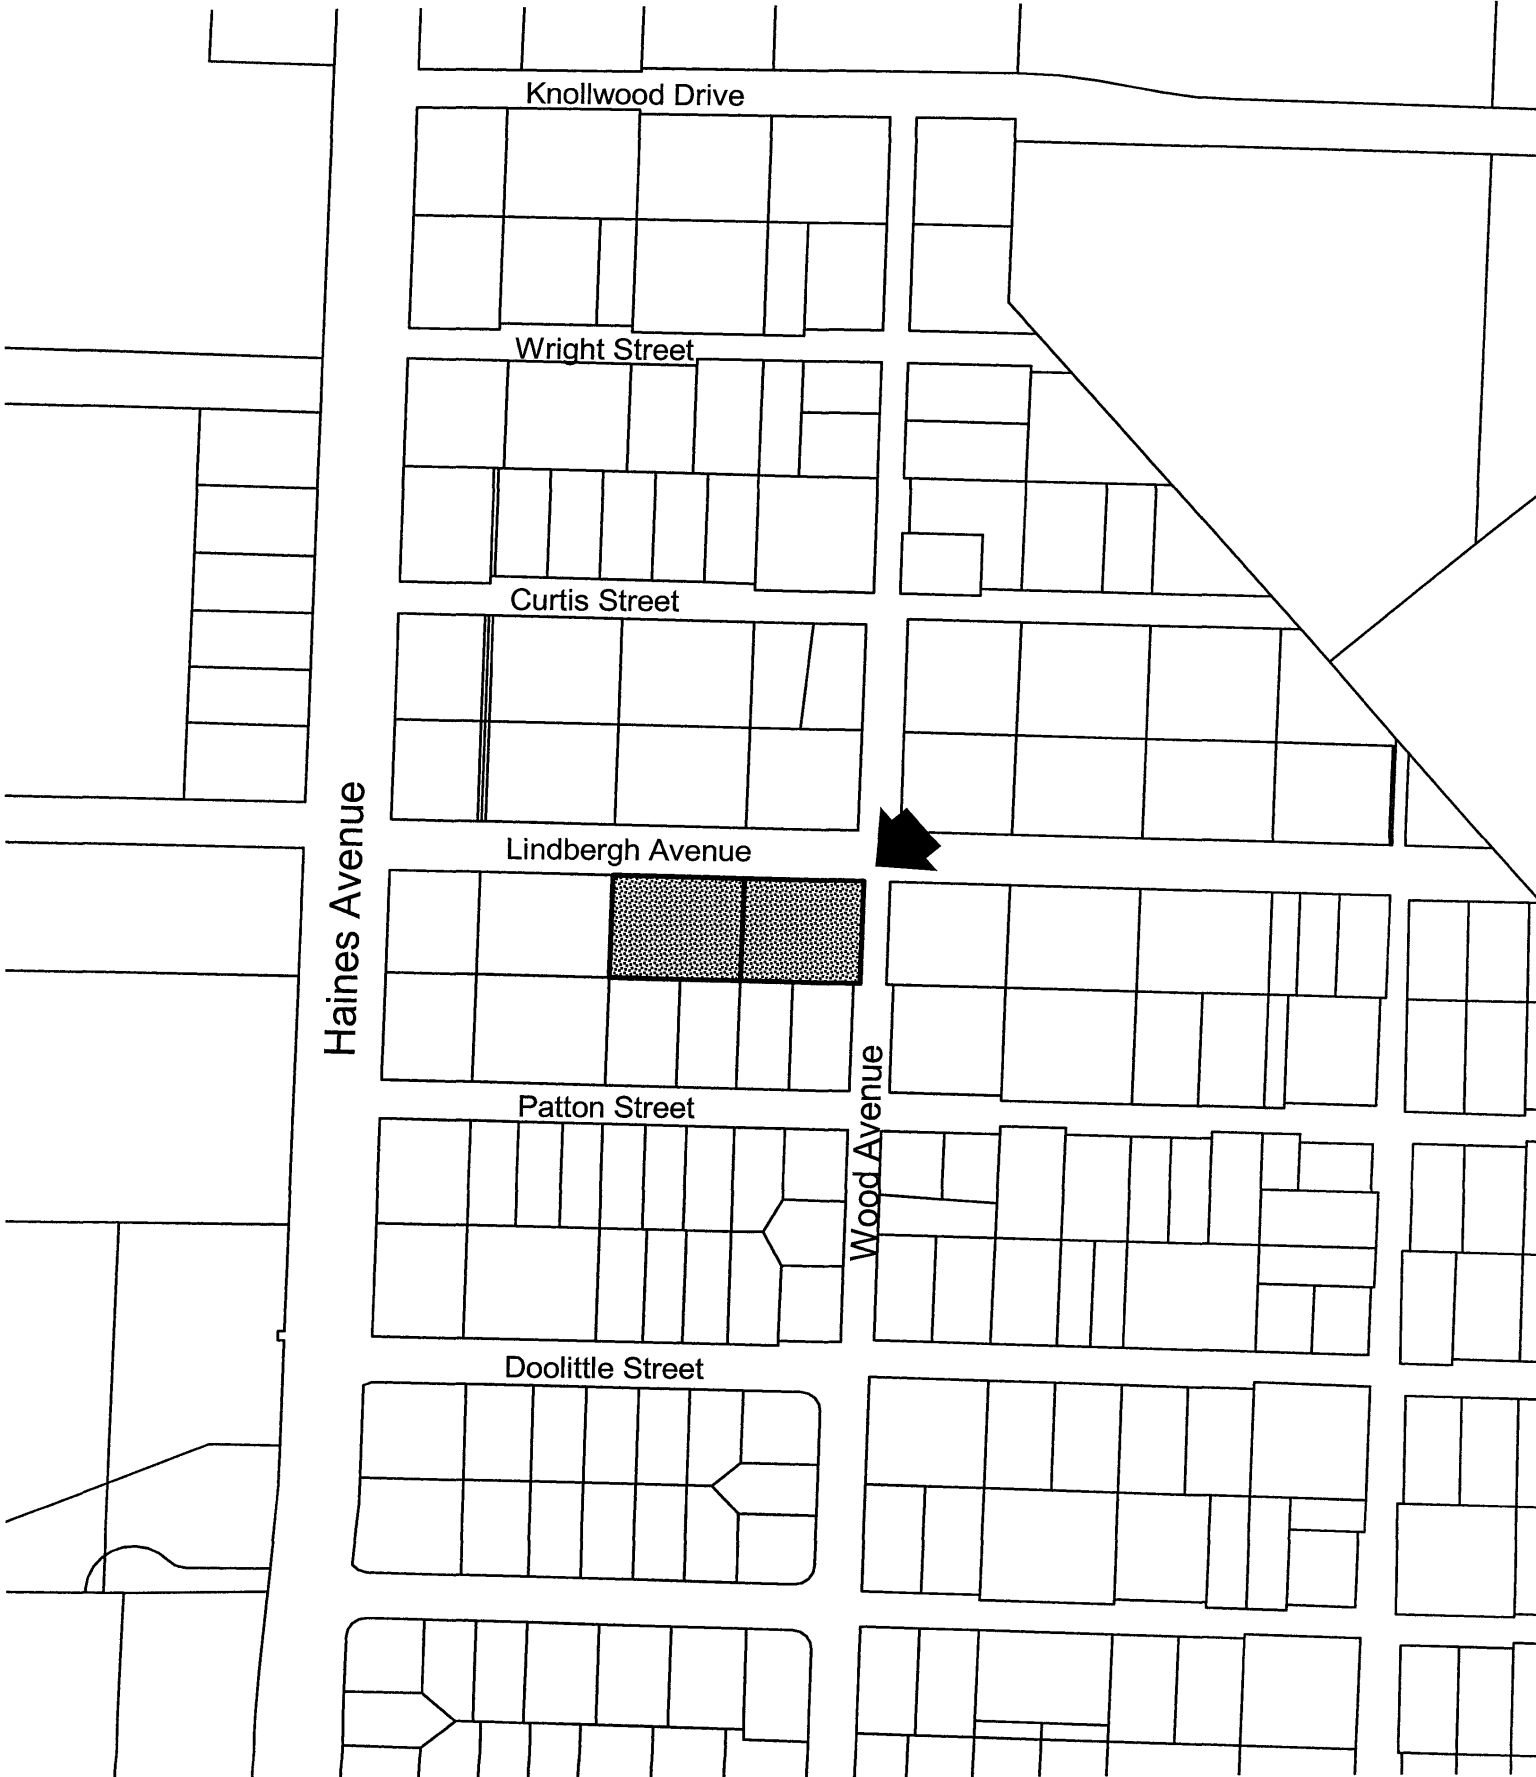 Knollwood Drive
Wright Street
Curtis Street
Lindbergh Avenue
Haines Avenue
Wood Avenue
Patton Street
Doolittle Street